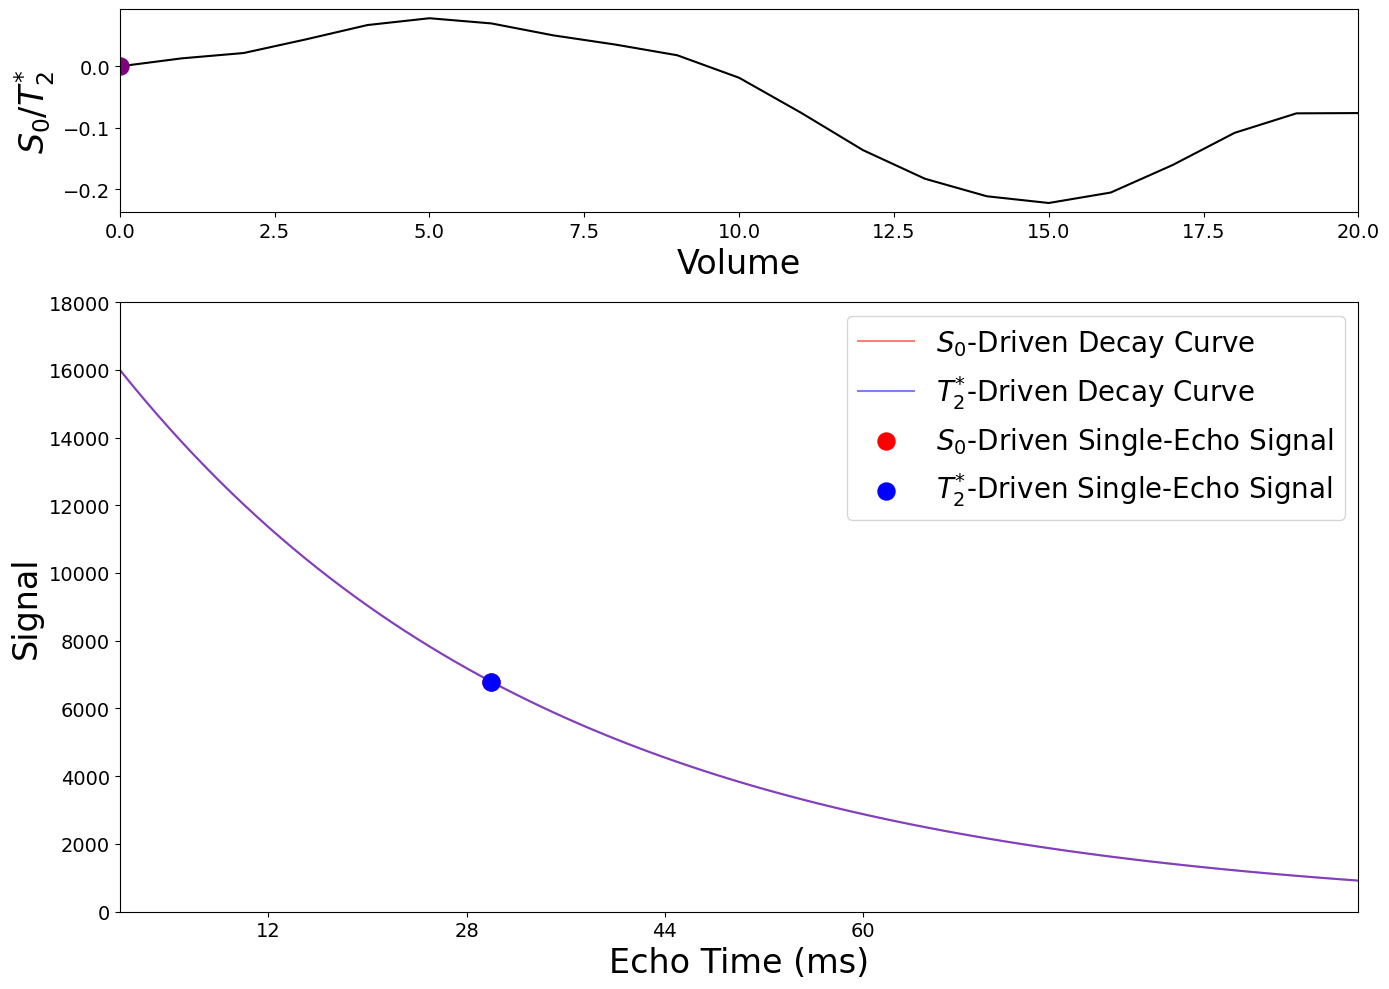 0.0
−0.1
−0.2
S₀/T₂*
0.0 2.5 5.0 7.5 10.0 12.5 15.0 17.5 20.0
Volume
18000
16000
14000
12000
10000
8000
6000
4000
2000
0
Signal
S₀-Driven Decay Curve
T₂*-Driven Decay Curve
S₀-Driven Single-Echo Signal
T₂*-Driven Single-Echo Signal
12 28 44 60
Echo Time (ms)